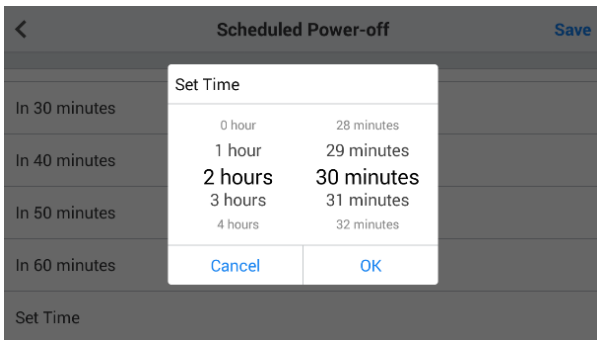 Scheduled Power-off Save
Set Time
In 30 minutes
0 hour 28 minutes
1 hour 29 minutes
In 40 minutes
2 hours 30 minutes
3 hours 31 minutes
In 50 minutes
4 hours 32 minutes
In 60 minutes
Cancel OK
Set Time